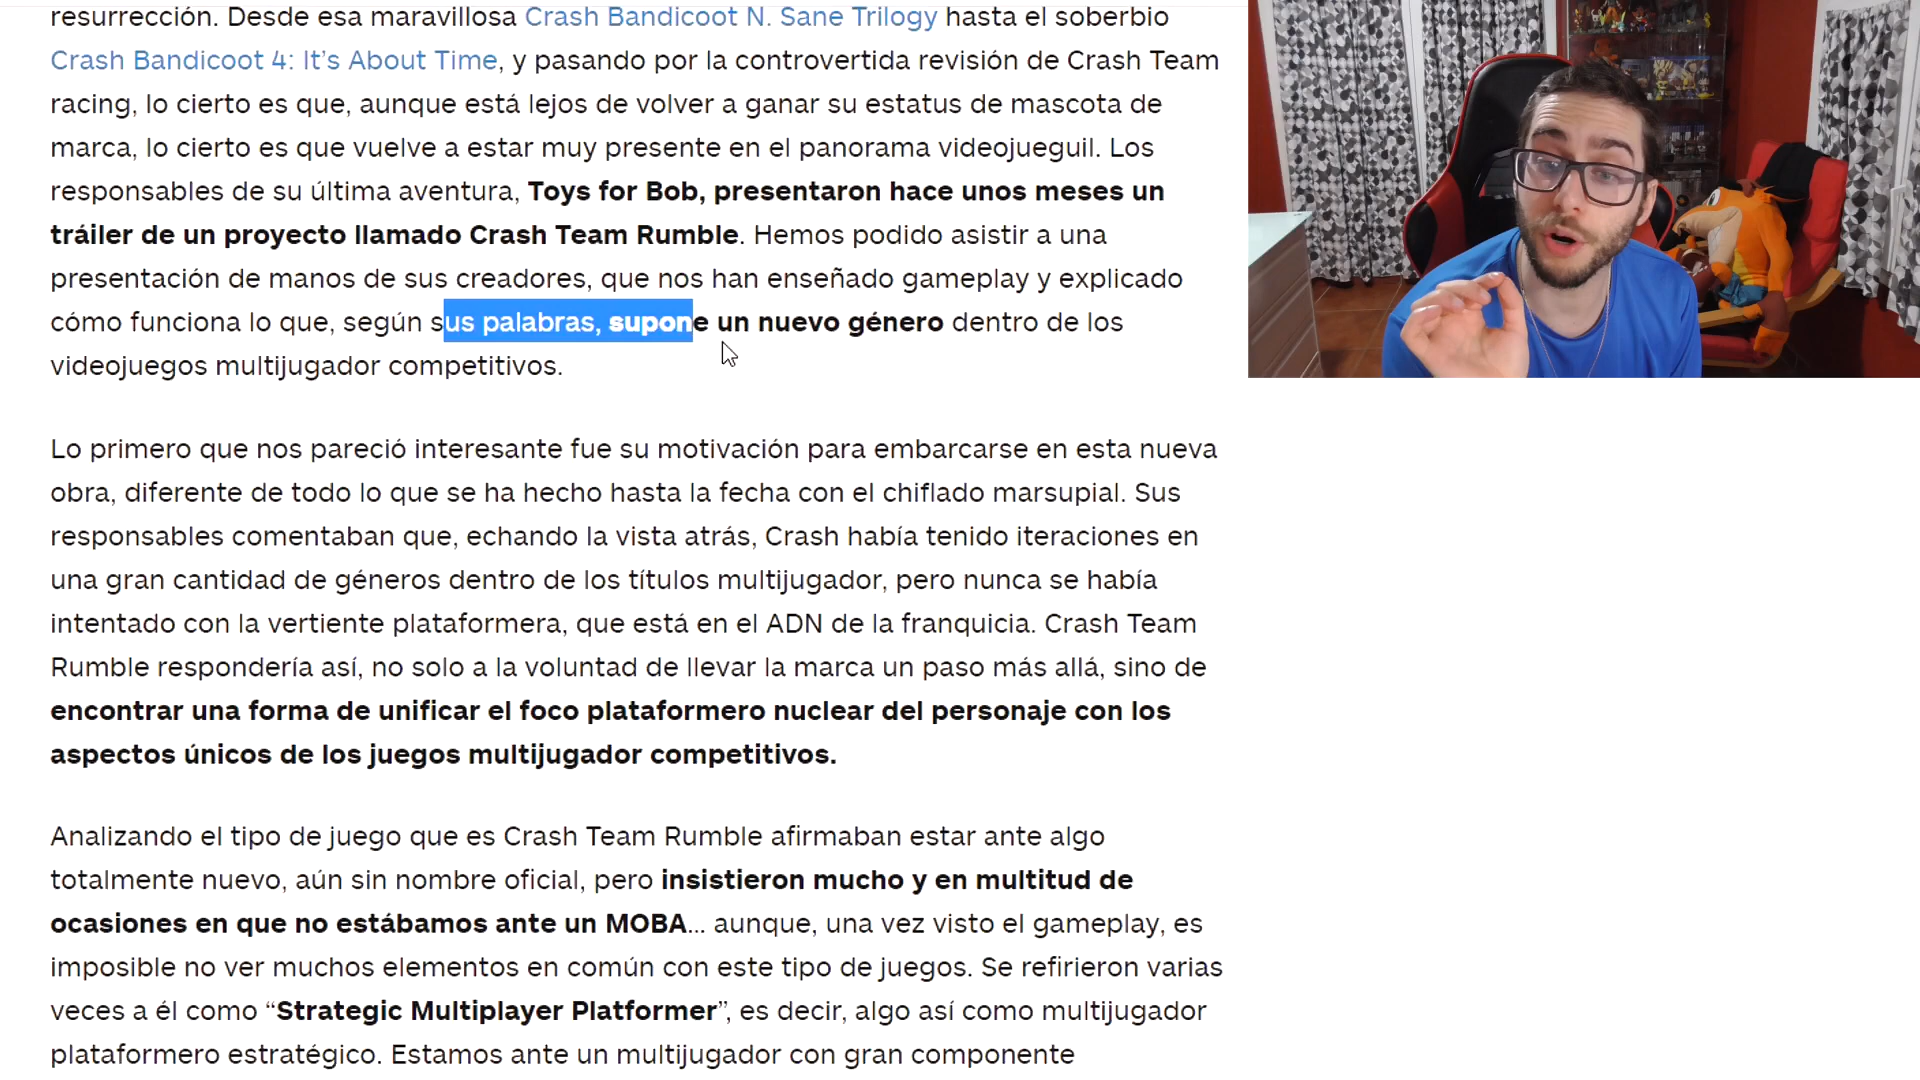 resurrección. Desde esa maravillosa Crash Bandicoot N. Sane Trilogy hasta el soberbio
Crash Bandicoot 4: It's About Time, y pasando por la controvertida revisión de Crash Team
racing, lo cierto es que, aunque está lejos de volver a ganar su estatus de mascota de
marca, lo cierto es que vuelve a estar muy presente en el panorama videojueguil. Los
responsables de su última aventura, Toys for Bob, presentaron hace unos meses un
tráiler de un proyecto llamado Crash Team Rumble. Hemos podido asistir a una
presentación de manos de sus creadores, que nos han enseñado gameplay y explicado
cómo funciona lo que, según sus palabras, supone un nuevo género dentro de los
videojuegos multijugador competitivos.
Lo primero que nos pareció interesante fue su motivación para embarcarse en esta nueva
obra, diferente de todo lo que se ha hecho hasta la fecha con el chiflado marsupial. Sus
responsables comentaban que, echando la vista atrás, Crash había tenido iteraciones en
una gran cantidad de géneros dentro de los títulos multijugador, pero nunca se había
intentado con la vertiente plataformera, que está en el ADN de la franquicia. Crash Team
Rumble respondería así, no solo a la voluntad de llevar la marca un paso más allá, sino de
encontrar una forma de unificar el foco plataformero nuclear del personaje con los
aspectos únicos de los juegos multijugador competitivos.
Analizando el tipo de juego que es Crash Team Rumble afirmaban estar ante algo
totalmente nuevo, aún sin nombre oficial, pero insistieron mucho y en multitud de
ocasiones en que no estábamos ante un MOBA... aunque, una vez visto el gameplay, es
imposible no ver muchos elementos en común con este tipo de juegos. Se refirieron varias
veces a él como “Strategic Multiplayer Platformer”, es decir, algo así como multijugador
plataformero estratégico. Estamos ante un multijugador con gran componente